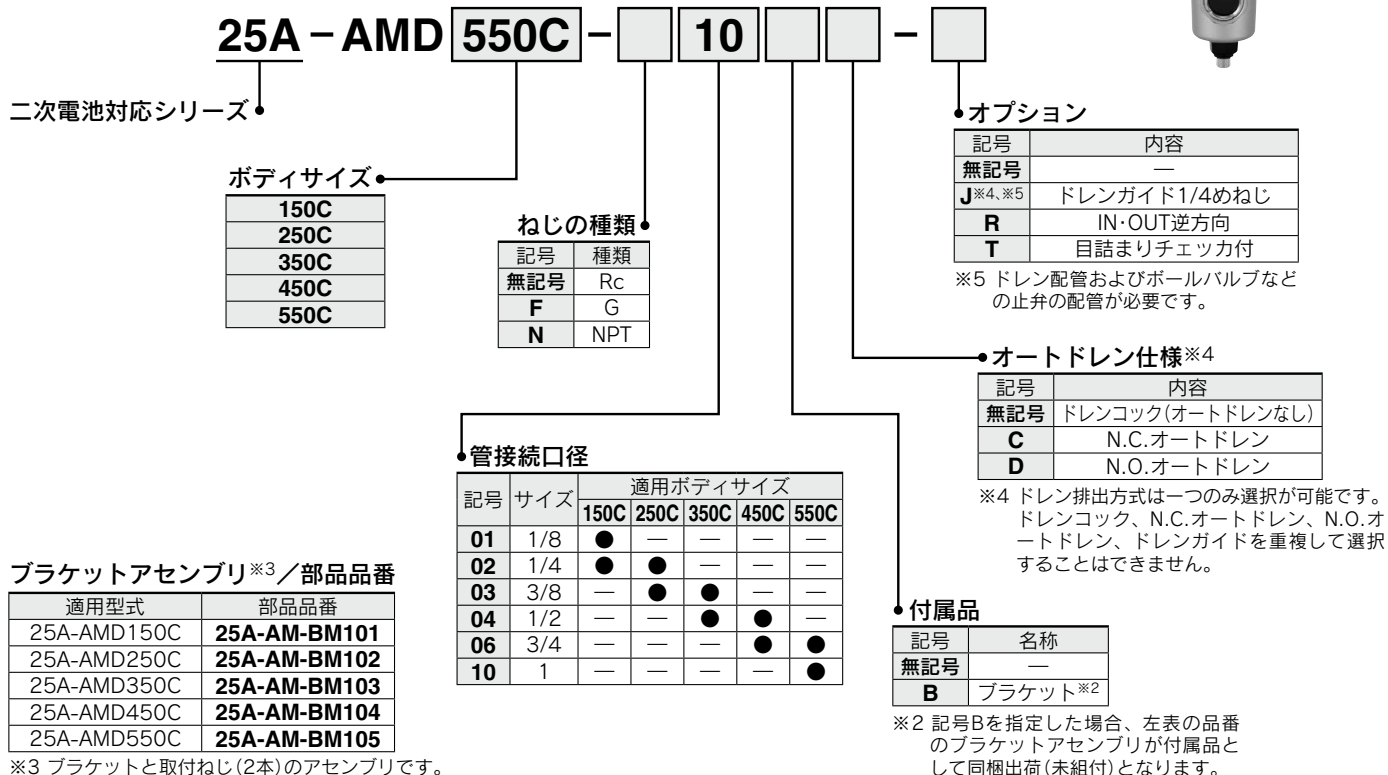 25A－AMD 550C － 10 －
二次電池対応シリーズ
ボディサイズ
150C
250C
350C
450C
550C
ねじの種類
記号 種類
無記号 Rc
F G
N NPT
オプション
記号 内容
無記号 —
J※4、※5 ドレンガイド1/4めねじ
R IN･OUT逆方向
T 目詰まりチェッカ付
※5 ドレン配管およびボールバルブなど
の止弁の配管が必要です。
オートドレン仕様※4
記号 内容
無記号 ドレンコック(オートドレンなし)
C N.C.オートドレン
D N.O.オートドレン
※4 ドレン排出方式は一つのみ選択が可能です。
ドレンコック、N.C.オートドレン、N.O.オ
ートドレン、ドレンガイドを重複して選択
することはできません。
管接続口径
記号 サイズ 適用ボディサイズ
150C 250C 350C 450C 550C
01 1/8 ● — — — —
02 1/4 ● ● — — —
03 3/8 — ● ● — —
04 1/2 — — ● ● —
06 3/4 — — — ● ●
10 1 — — — — ●
付属品
記号 名称
無記号 —
B ブラケット※2
※2 記号Bを指定した場合、左表の品番
のブラケットアセンブリが付属品と
して同梱出荷(未組付)となります。
ブラケットアセンブリ※3／部品品番
適用型式 部品品番
25A-AMD150C 25A-AM-BM101
25A-AMD250C 25A-AM-BM102
25A-AMD350C 25A-AM-BM103
25A-AMD450C 25A-AM-BM104
25A-AMD550C 25A-AM-BM105
※3 ブラケットと取付ねじ(2本)のアセンブリです。